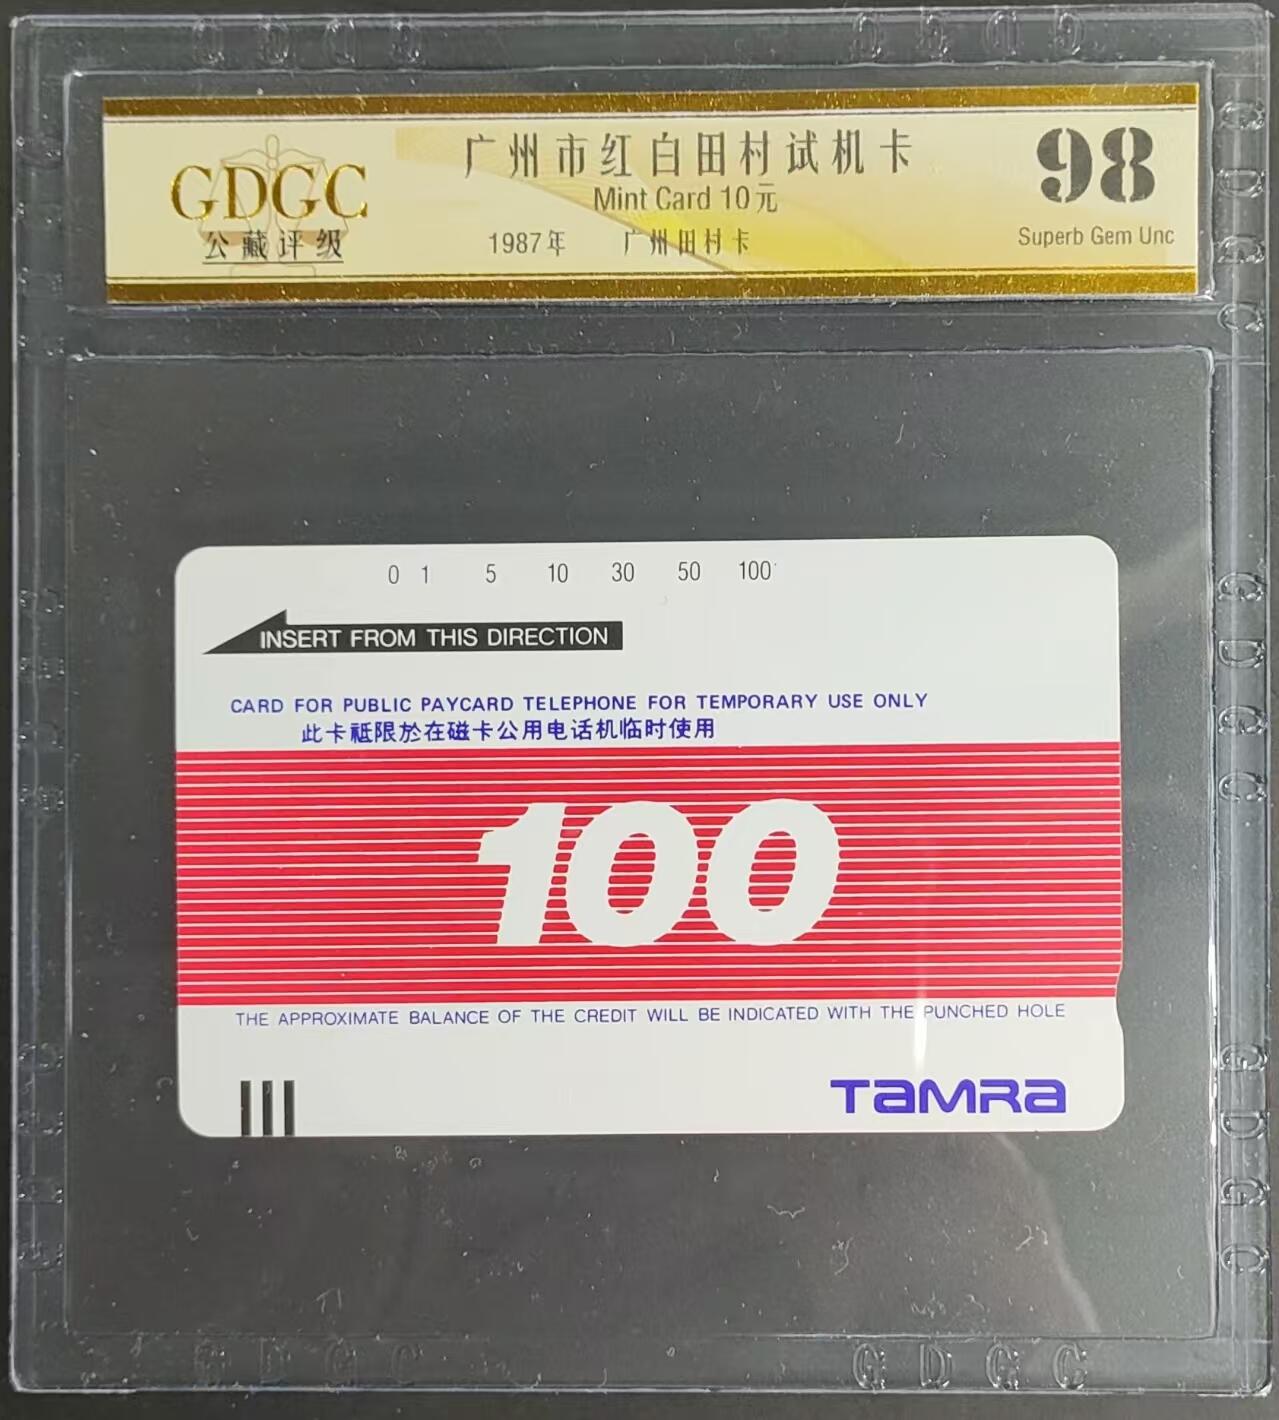 GDGC
公藏评级
广州市红白田村试机卡
Mint Card 10元
1987年 广州田村卡
98
Superb Gem Unc
0 1 5 10 30 50 100
INSERT FROM THIS DIRECTION
CARD FOR PUBLIC PAYCARD TELEPHONE FOR TEMPORARY USE ONLY
此卡祗限於在磁卡公用电话机临时使用
100
THE APPROXIMATE BALANCE OF THE CREDIT WILL BE INDICATED WITH THE PUNCHED HOLE
TAMRA
GDGC
GDGC